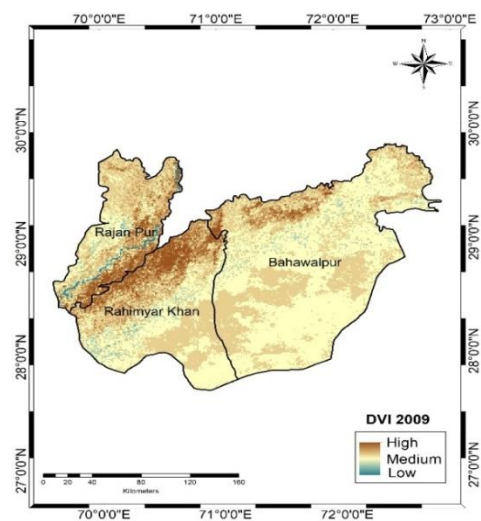 70°0'0"E 71°0'0"E 72°0'0"E 73°0'0"E
N
W E
S
30°0'0"N 30°0'0"N
29°0'0"N 29°0'0"N
28°0'0"N 28°0'0"N
27°0'0"N 27°0'0"N
Rajan Pur
Bahawalpur
Rahimyar Khan
DVI 2009
High
Medium
Low
0 20 40 80 120 160
Kilometers
70°0'0"E 71°0'0"E 72°0'0"E